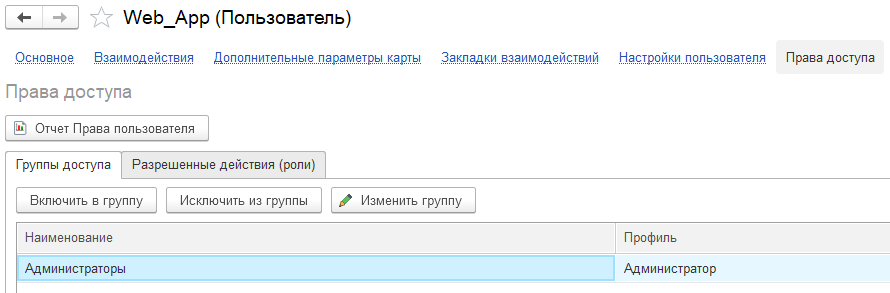 Web_App (Пользователь)
Основное Взаимодействия Дополнительные параметры карты Закладки взаимодействий Настройки пользователя Права доступа
Права доступа
Отчет Права пользователя
Группы доступа Разрешенные действия (роли)
Включить в группу Исключить из группы Изменить группу
Наименование Профиль
Администраторы Администратор